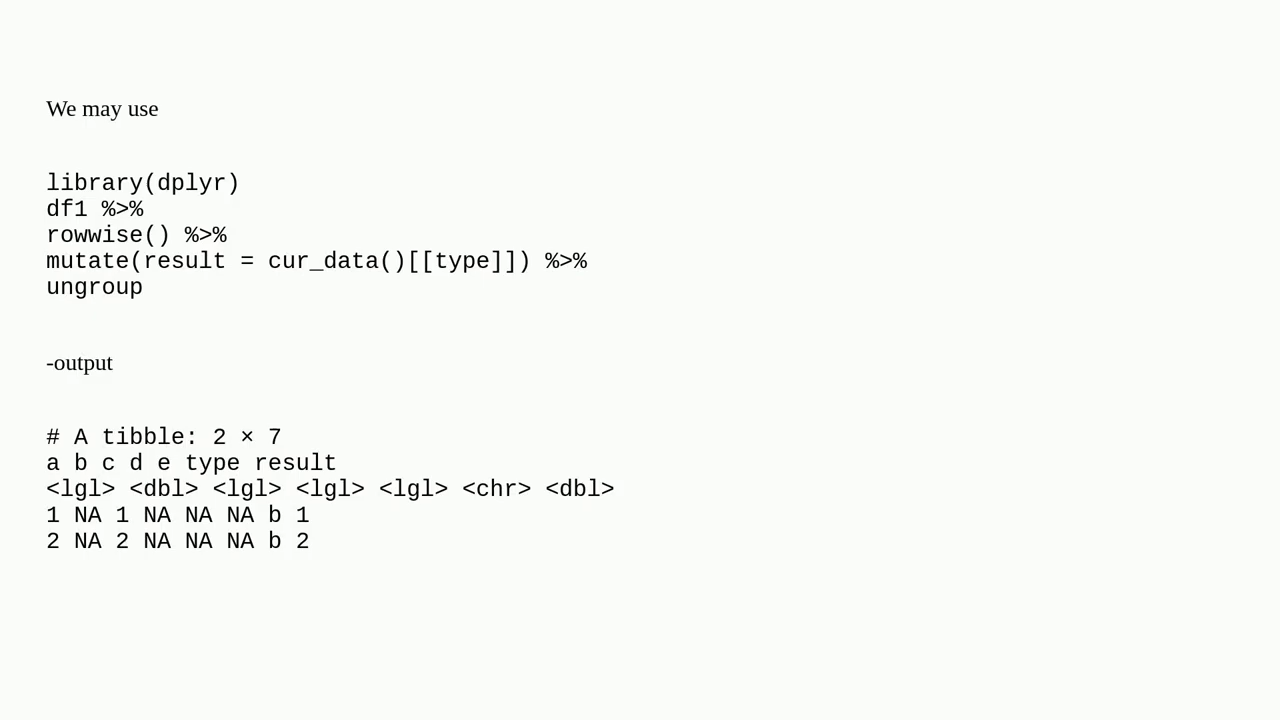 We may use
library(dplyr)
df1 %>%
rowwise() %>%
mutate(result = cur_data()[[type]]) %>%
ungroup
-output
# A tibble: 2 × 7
a b c d e type result
<lgl> <dbl> <lgl> <lgl> <lgl> <chr> <dbl>
1 NA 1 NA NA NA b 1
2 NA 2 NA NA NA b 2